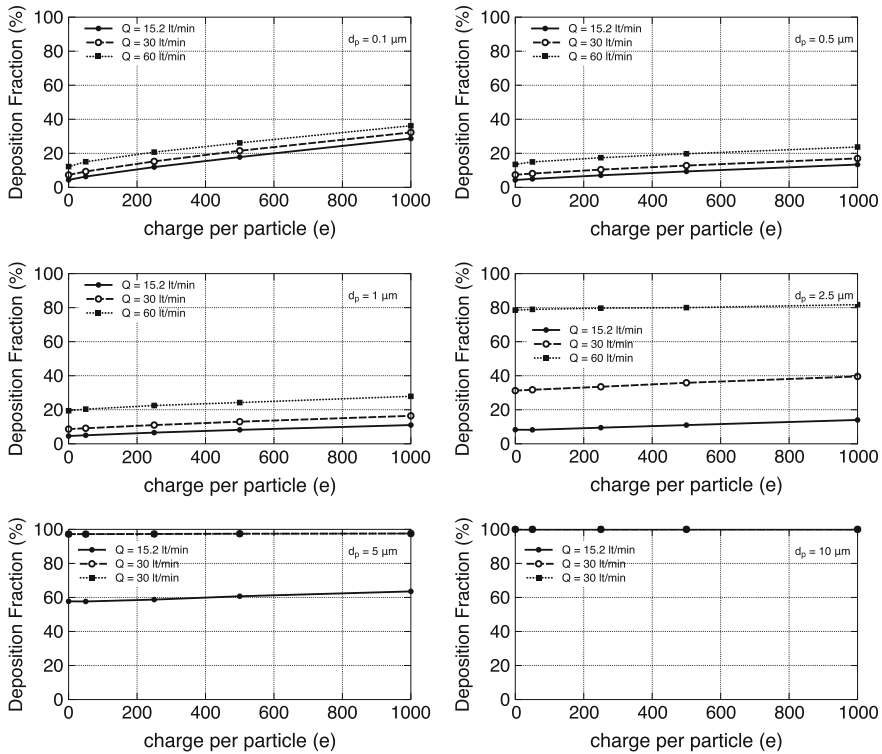 Deposition Fraction (%)
100
80
60
40
20
0
Q = 15.2 lt/min
Q = 30 lt/min
Q = 60 lt/min
dp = 0.1 µm
0 200 400 600 800 1000
charge per particle (e)
Deposition Fraction (%)
100
80
60
40
20
0
Q = 15.2 lt/min
Q = 30 lt/min
Q = 60 lt/min
dp = 0.5 µm
0 200 400 600 800 1000
charge per particle (e)
Deposition Fraction (%)
100
80
60
40
20
0
Q = 15.2 lt/min
Q = 30 lt/min
Q = 60 lt/min
dp = 1 µm
0 200 400 600 800 1000
charge per particle (e)
Deposition Fraction (%)
100
80
60
40
20
0
dp = 2.5 µm
Q = 15.2 lt/min
Q = 30 lt/min
Q = 60 lt/min
0 200 400 600 800 1000
charge per particle (e)
Deposition Fraction (%)
100
80
60
40
20
0
Q = 15.2 lt/min
Q = 30 lt/min
Q = 30 lt/min
dp = 5 µm
0 200 400 600 800 1000
charge per particle (e)
Deposition Fraction (%)
100
80
60
40
20
0
Q = 15.2 lt/min
Q = 30 lt/min
Q = 30 lt/min
dp = 10 µm
0 200 400 600 800 1000
charge per particle (e)